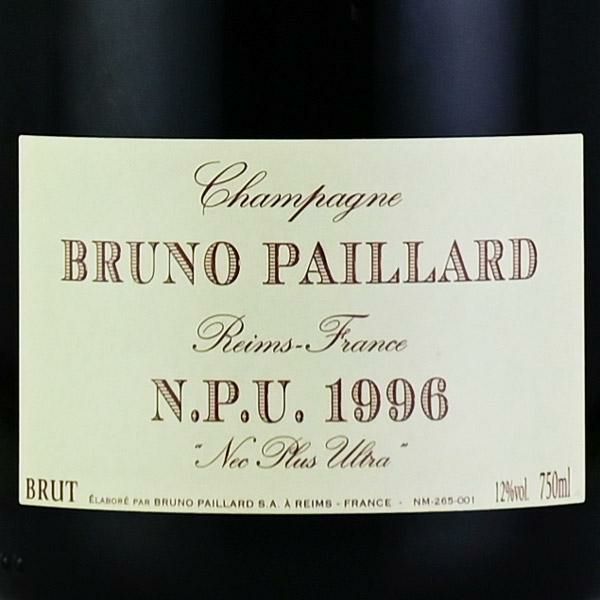 Champagne
BRUNO PAILLARD
Reims-France
N.P.U. 1996
"Nec Plus Ultra"
BRUT ÉLABORÉ PAR BRUNO PAILLARD S.A. À REIMS - FRANCE - NM-265-001 12%vol. 750ml